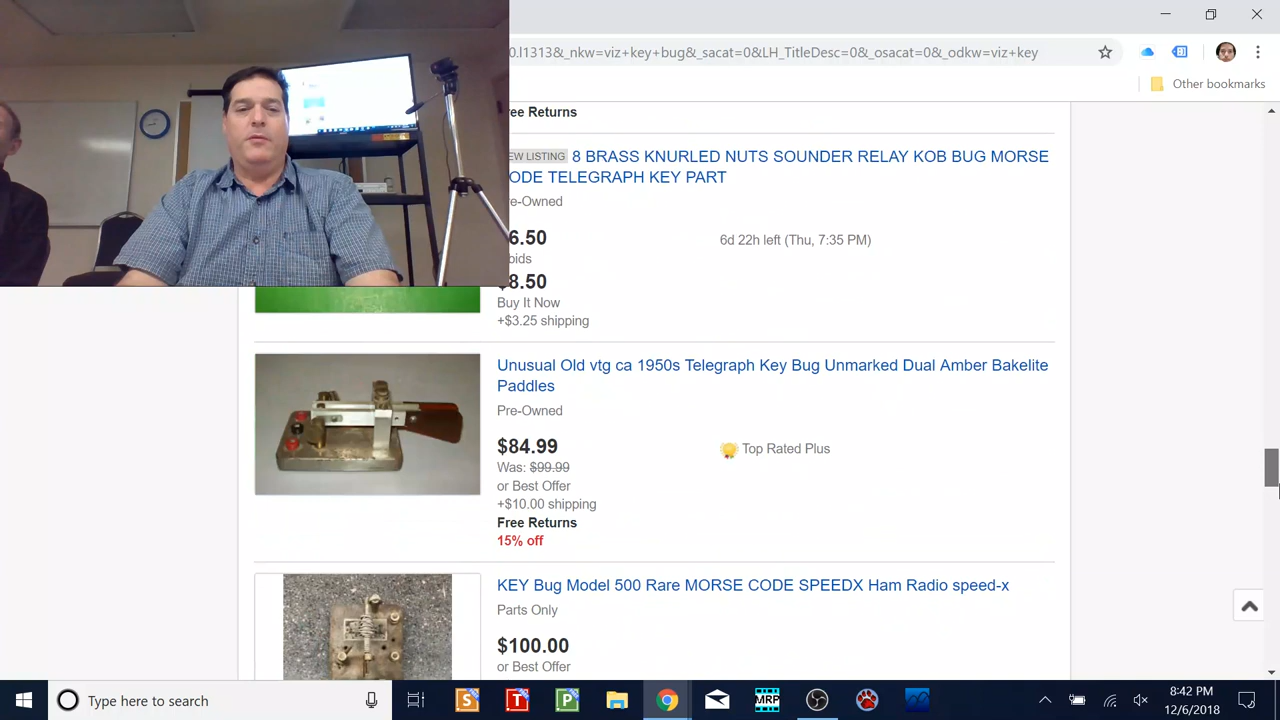 0.l1313&_nkw=viz+key+bug&_sacat=0&LH_TitleDesc=0&_osacat=0&_odkw=viz+key
Other bookmarks
ree Returns
EW LISTING 8 BRASS KNURLED NUTS SOUNDER RELAY KOB BUG MORSE
ODE TELEGRAPH KEY PART
re-Owned
6.50
6d 22h left (Thu, 7:35 PM)
bids
8.50
Buy It Now
+$3.25 shipping
Unusual Old vtg ca 1950s Telegraph Key Bug Unmarked Dual Amber Bakelite
Paddles
Pre-Owned
$84.99
Top Rated Plus
Was: $99.99
or Best Offer
+$10.00 shipping
Free Returns
15% off
KEY Bug Model 500 Rare MORSE CODE SPEEDX Ham Radio speed-x
Parts Only
$100.00
or Best Offer
Type here to search
S
T
P
MRP
8:42 PM
12/6/2018